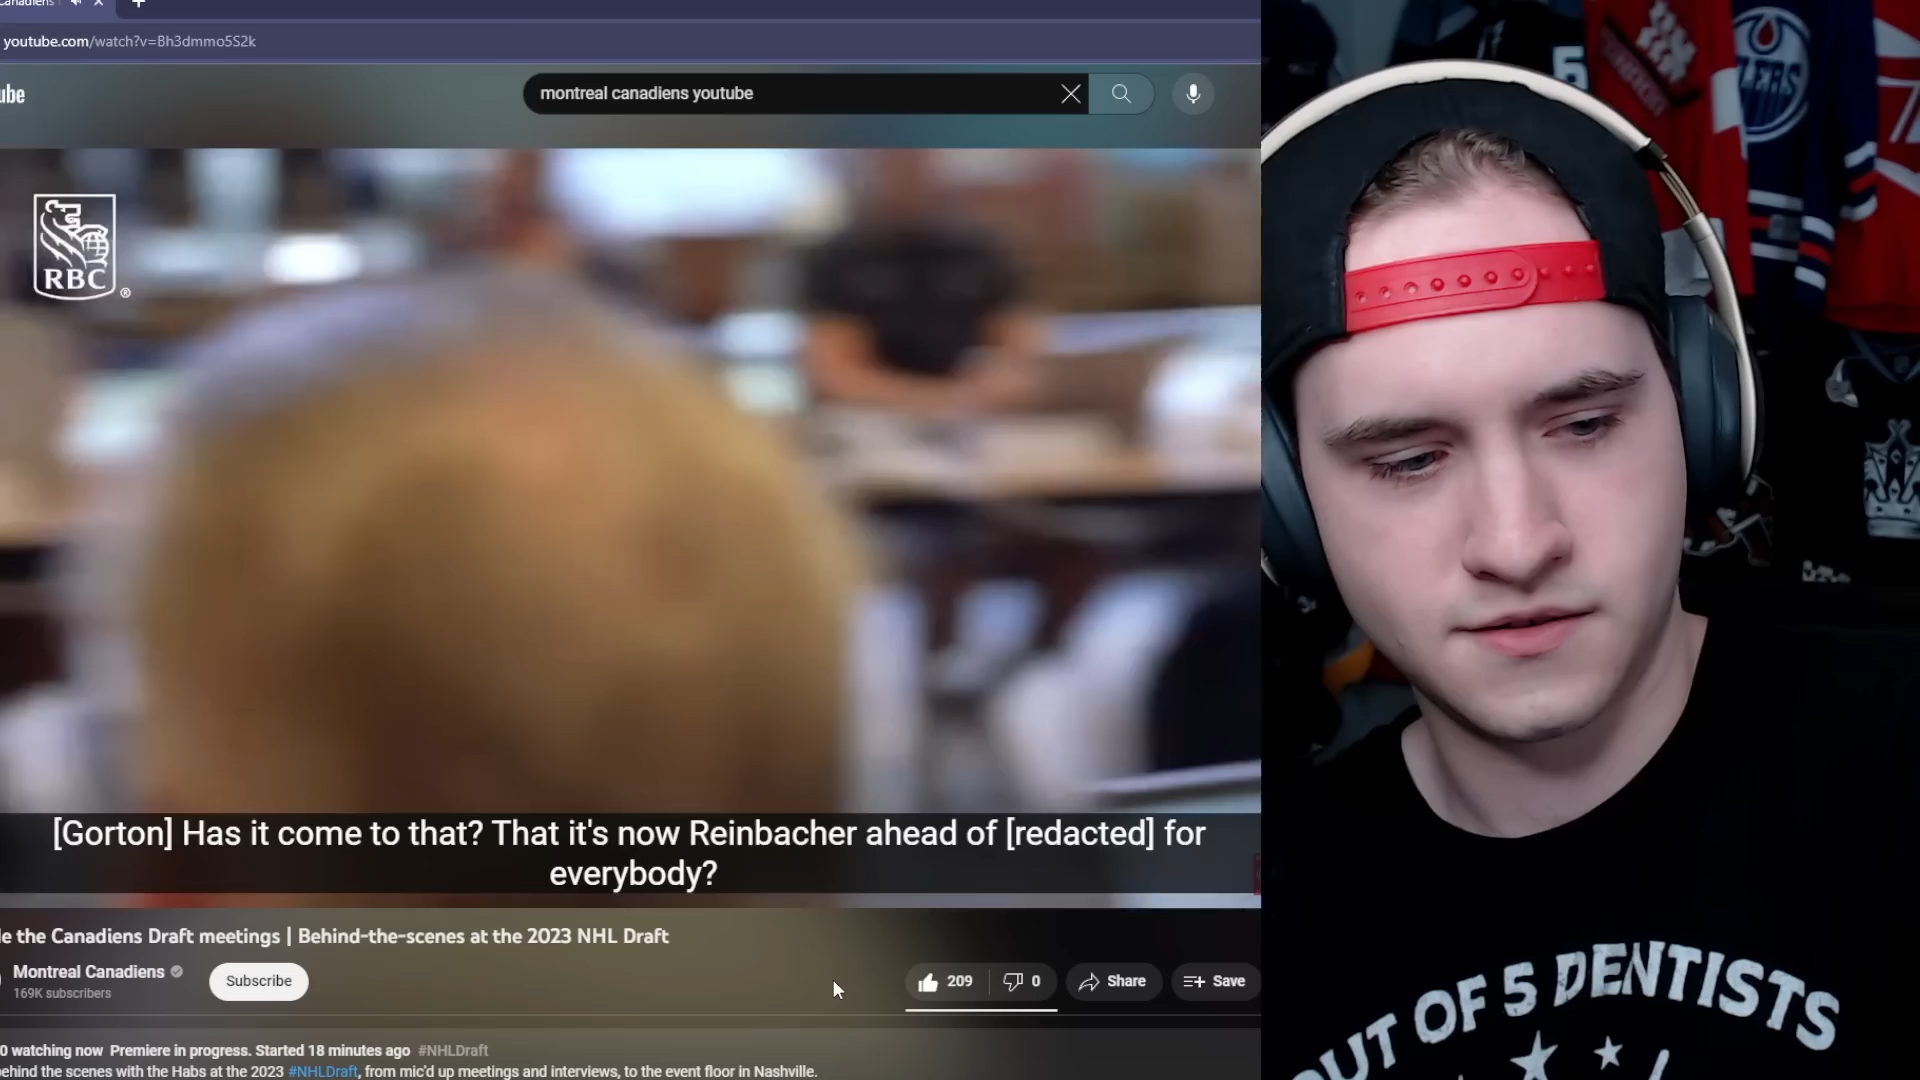 Canadiens
youtube.com/watch?v=Bh3dmmo5S2k
ube
montreal canadiens youtube
RBC
®
[Gorton] Has it come to that? That it's now Reinbacher ahead of [redacted] for
everybody?
e the Canadiens Draft meetings | Behind-the-scenes at the 2023 NHL Draft
Montreal Canadiens
169K subscribers
Subscribe
209
0
Share
Save
0 watching now Premiere in progress. Started 18 minutes ago #NHLDraft
ehind the scenes with the Habs at the 2023 #NHLDraft, from mic'd up meetings and interviews, to the event floor in Nashville.
OILERS
OUT OF 5 DENTISTS